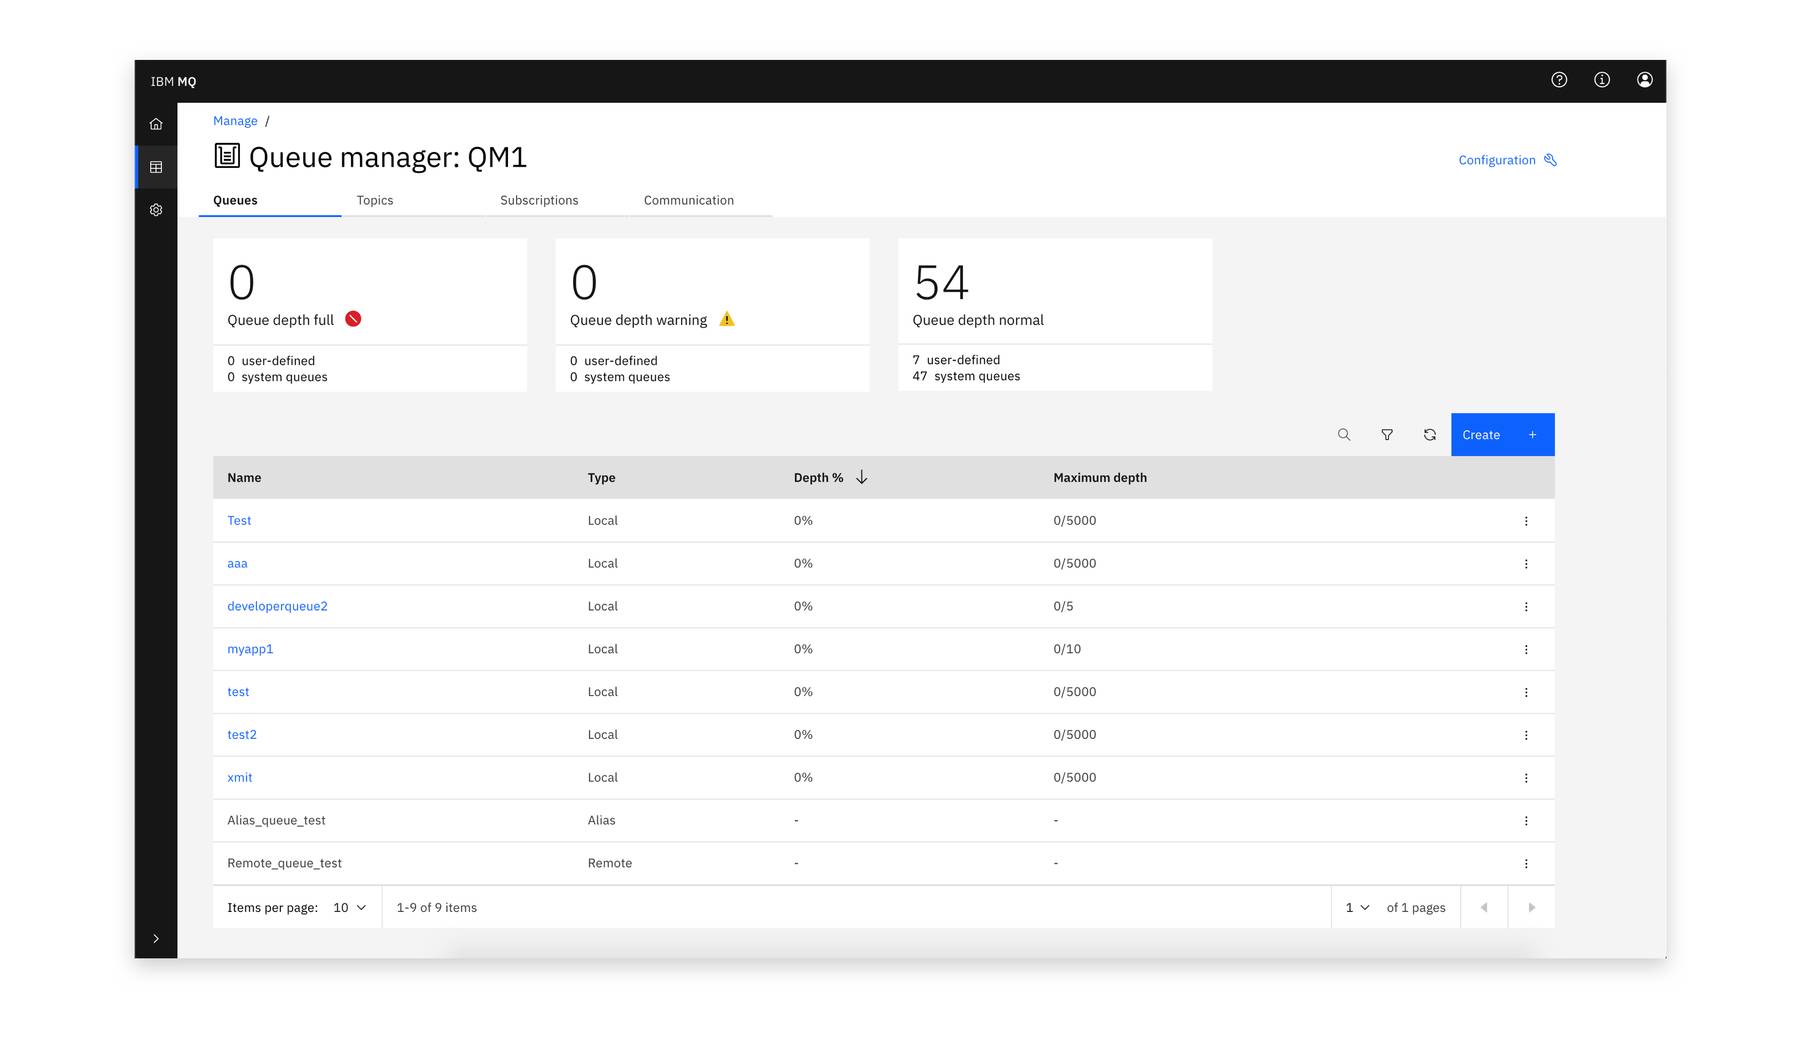 IBM MQ
Manage /
Queue manager: QM1
Configuration
Queues Topics Subscriptions Communication
0
Queue depth full
0 user-defined
0 system queues
0
Queue depth warning
0 user-defined
0 system queues
54
Queue depth normal
7 user-defined
47 system queues
Create +
Name Type Depth % Maximum depth
Test Local 0% 0/5000
aaa Local 0% 0/5000
developerqueue2 Local 0% 0/5
myapp1 Local 0% 0/10
test Local 0% 0/5000
test2 Local 0% 0/5000
xmit Local 0% 0/5000
Alias_queue_test Alias - -
Remote_queue_test Remote - -
Items per page: 10 1-9 of 9 items 1 of 1 pages